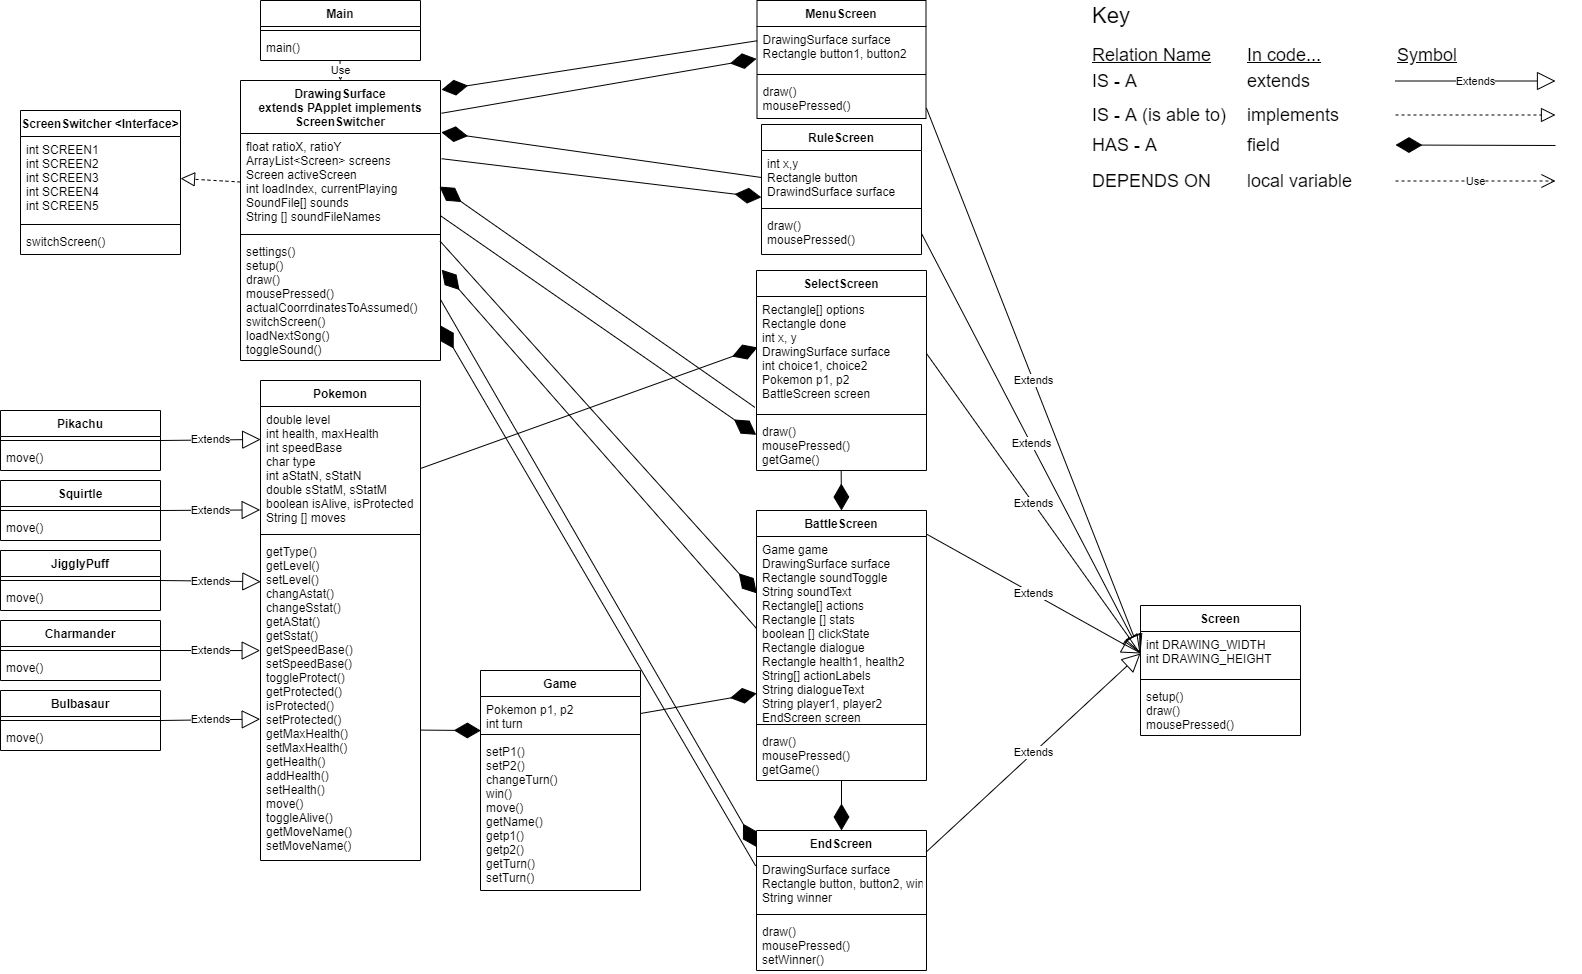 Main
main()
Use
DrawingSurface
extends PApplet implements
ScreenSwitcher
float ratioX, ratioY
ArrayList<Screen> screens
Screen activeScreen
int loadIndex, currentPlaying
SoundFile[] sounds
String [] soundFileNames
settings()
setup()
draw()
mousePressed()
actualCoorrdinatesToAssumed()
switchScreen()
loadNextSong()
toggleSound()
ScreenSwitcher <Interface>
int SCREEN1
int SCREEN2
int SCREEN3
int SCREEN4
int SCREEN5
switchScreen()
Pikachu
move()
Extends
Squirtle
move()
Extends
JigglyPuff
move()
Extends
Charmander
move()
Extends
Bulbasaur
move()
Extends
Pokemon
double level
int health, maxHealth
int speedBase
char type
int aStatN, sStatN
double sStatM, sStatM
boolean isAlive, isProtected
String [] moves
getType()
getLevel()
setLevel()
changAstat()
changeSstat()
getAStat()
getSstat()
getSpeedBase()
setSpeedBase()
toggleProtect()
getProtected()
isProtected()
setProtected()
getMaxHealth()
setMaxHealth()
getHealth()
addHealth()
setHealth()
move()
toggleAlive()
getMoveName()
setMoveName()
Game
Pokemon p1, p2
int turn
setP1()
setP2()
changeTurn()
win()
move()
getName()
getp1()
getp2()
getTurn()
setTurn()
MenuScreen
DrawingSurface surface
Rectangle button1, button2
draw()
mousePressed()
RuleScreen
int x,y
Rectangle button
DrawindSurface surface
draw()
mousePressed()
SelectScreen
Rectangle[] options
Rectangle done
int x, y
DrawingSurface surface
int choice1, choice2
Pokemon p1, p2
BattleScreen screen
draw()
mousePressed()
getGame()
BattleScreen
Game game
DrawingSurface surface
Rectangle soundToggle
String soundText
Rectangle[] actions
Rectangle [] stats
boolean [] clickState
Rectangle dialogue
Rectangle health1, health2
String[] actionLabels
String dialogueText
String player1, player2
EndScreen screen
draw()
mousePressed()
getGame()
EndScreen
DrawingSurface surface
Rectangle button, button2, win
String winner
draw()
mousePressed()
setWinner()
Extends
Extends
Extends
Extends
Extends
Screen
int DRAWING_WIDTH
int DRAWING_HEIGHT
setup()
draw()
mousePressed()
Key
Relation Name In code... Symbol
IS - A extends Extends
IS - A (is able to) implements
HAS - A field
DEPENDS ON local variable Use